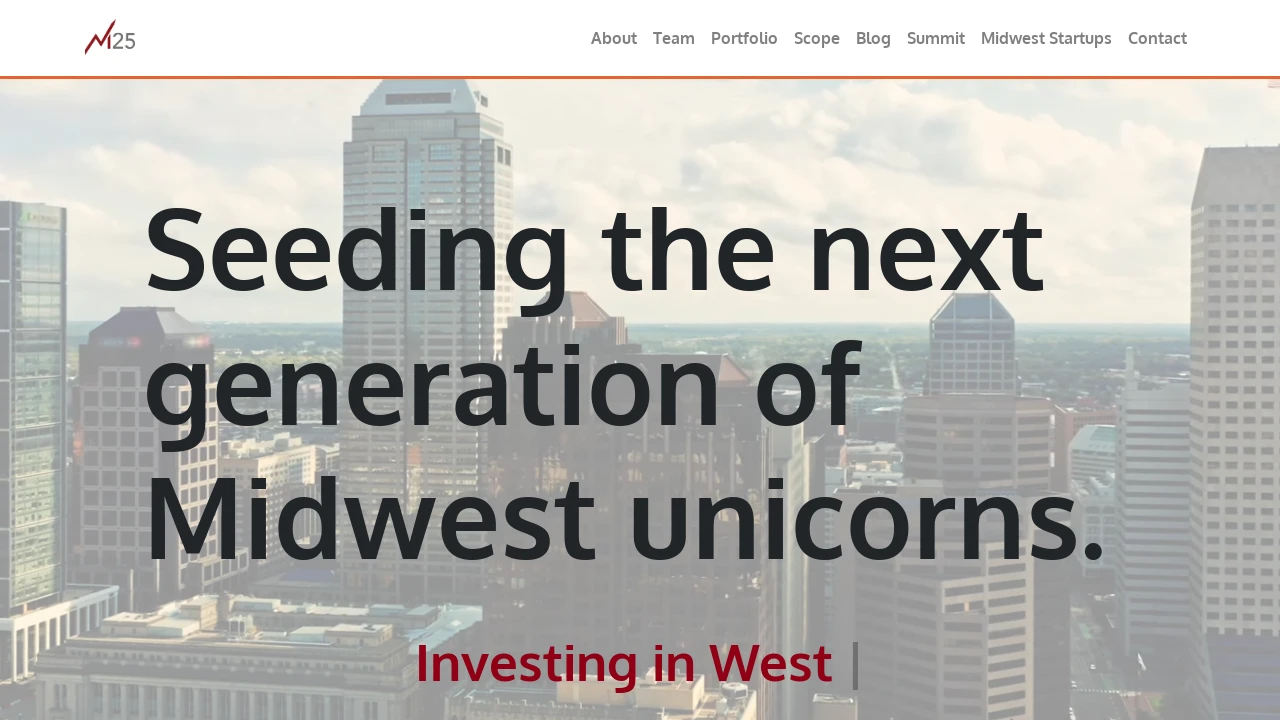 M25
About Team Portfolio Scope Blog Summit Midwest Startups Contact
Seeding the next
generation of
Midwest unicorns.
Investing in West